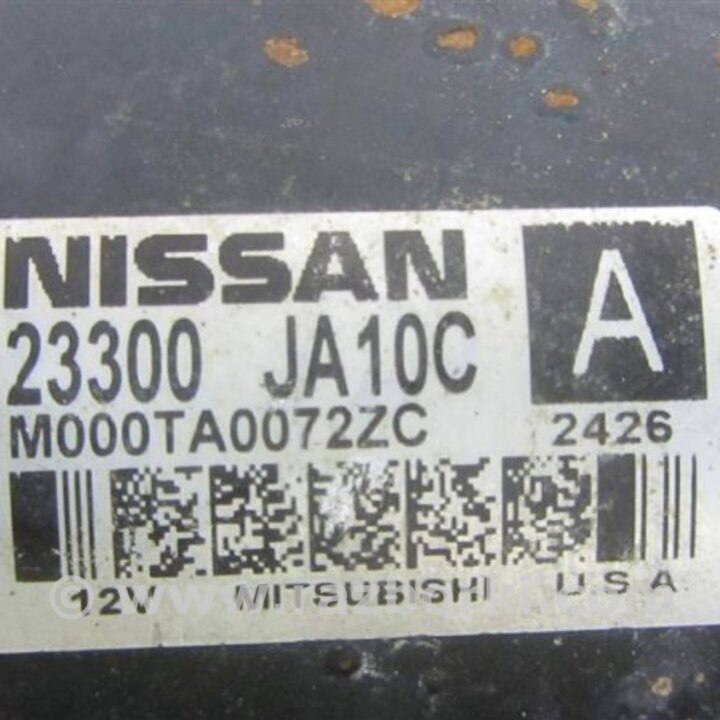 NISSAN
A
23300 JA10C
M000TA0072ZC 2426
12V MITSUBISHI U S A